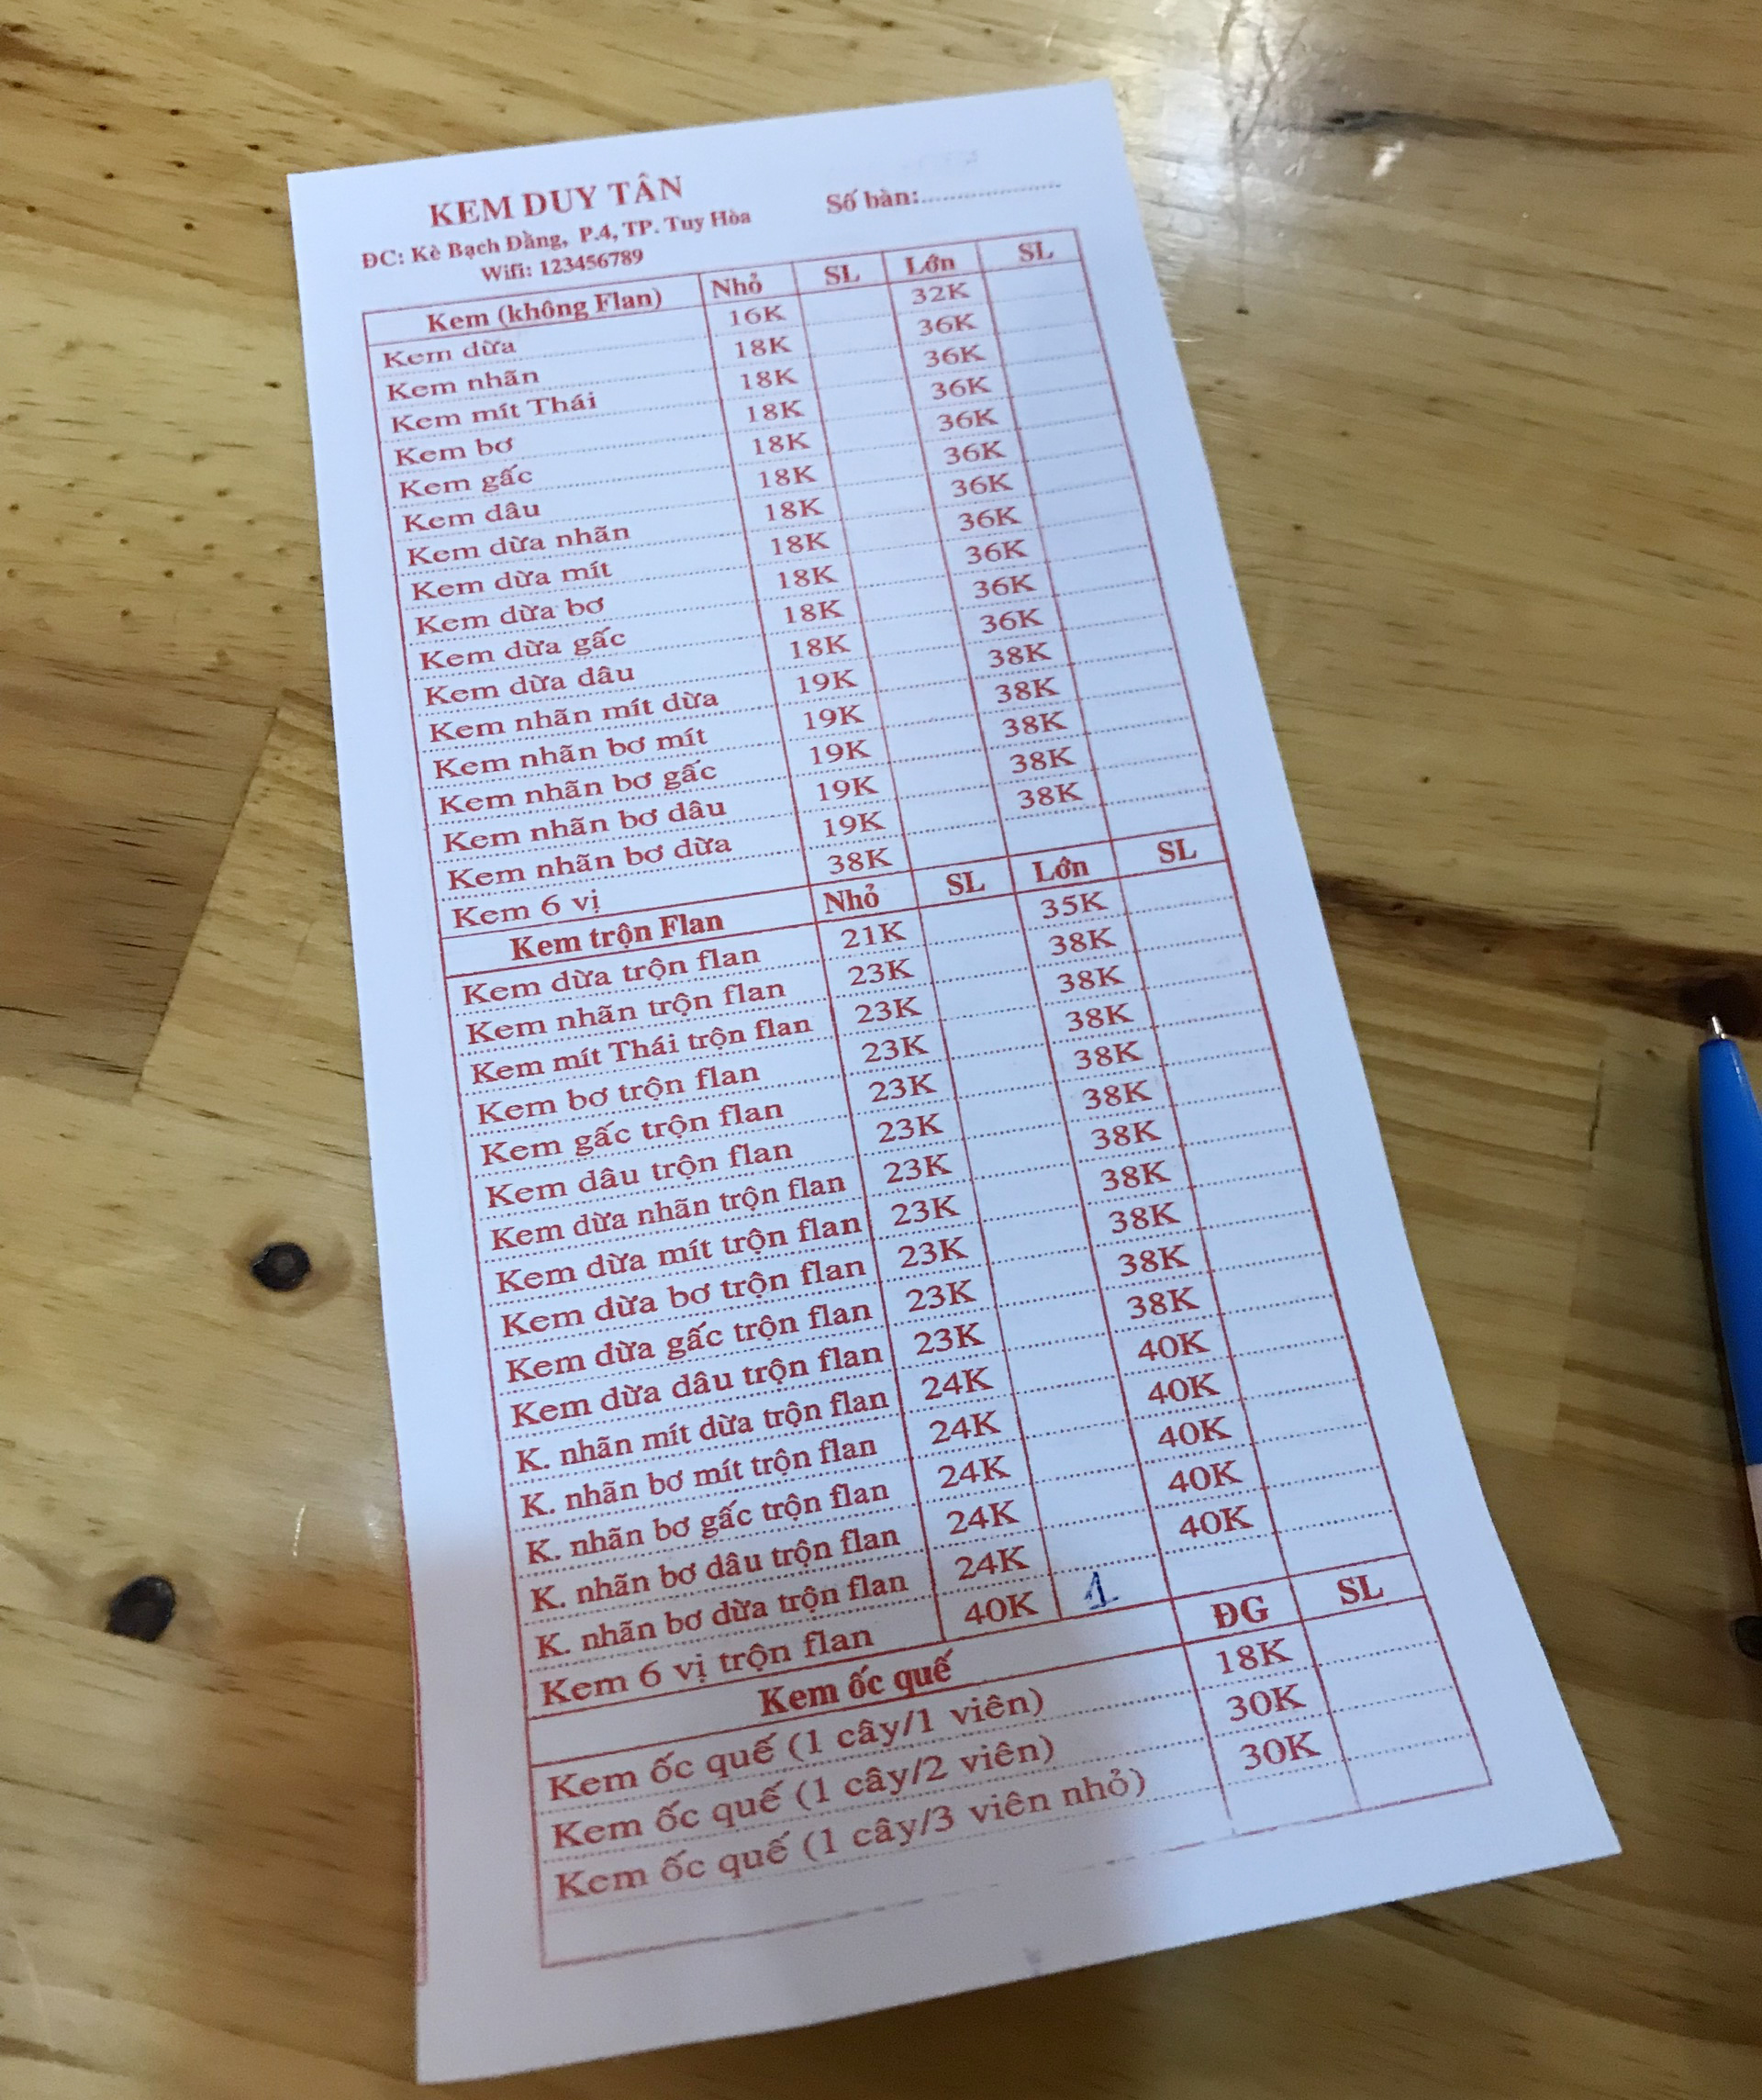 KEM DUY TÂN
Số bàn:....................
ĐC: Kè Bạch Đằng, P.4, TP. Tuy Hòa
Wifi: 123456789
Kem (không Flan) Nhỏ SL Lớn SL
Kem dừa 16K 32K
Kem nhãn 18K 36K
Kem mít Thái 18K 36K
Kem bơ 18K 36K
Kem gấc 18K 36K
Kem dâu 18K 36K
Kem dừa nhãn 18K 36K
Kem dừa mít 18K 36K
Kem dừa bơ 18K 36K
Kem dừa gấc 18K 36K
Kem dừa dâu 18K 36K
Kem nhãn mít dừa 19K 38K
Kem nhãn bơ mít 19K 38K
Kem nhãn bơ gấc 19K 38K
Kem nhãn bơ dâu 19K 38K
Kem nhãn bơ dừa 19K 38K
Kem 6 vị 38K
Kem trộn Flan Nhỏ SL Lớn SL
Kem dừa trộn flan 21K 35K
Kem nhãn trộn flan 23K 38K
Kem mít Thái trộn flan 23K 38K
Kem bơ trộn flan 23K 38K
Kem gấc trộn flan 23K 38K
Kem dâu trộn flan 23K 38K
Kem dừa nhãn trộn flan 23K 38K
Kem dừa mít trộn flan 23K 38K
Kem dừa bơ trộn flan 23K 38K
Kem dừa gấc trộn flan 23K 38K
Kem dừa dâu trộn flan 23K 38K
K. nhãn mít dừa trộn flan 24K 40K
K. nhãn bơ mít trộn flan 24K 40K
K. nhãn bơ gấc trộn flan 24K 40K
K. nhãn bơ dâu trộn flan 24K 40K
K. nhãn bơ dừa trộn flan 24K 40K
Kem 6 vị trộn flan 40K 1
Kem ốc quế ĐG SL
Kem ốc quế (1 cây/1 viên) 18K
Kem ốc quế (1 cây/2 viên) 30K
Kem ốc quế (1 cây/3 viên nhỏ) 30K